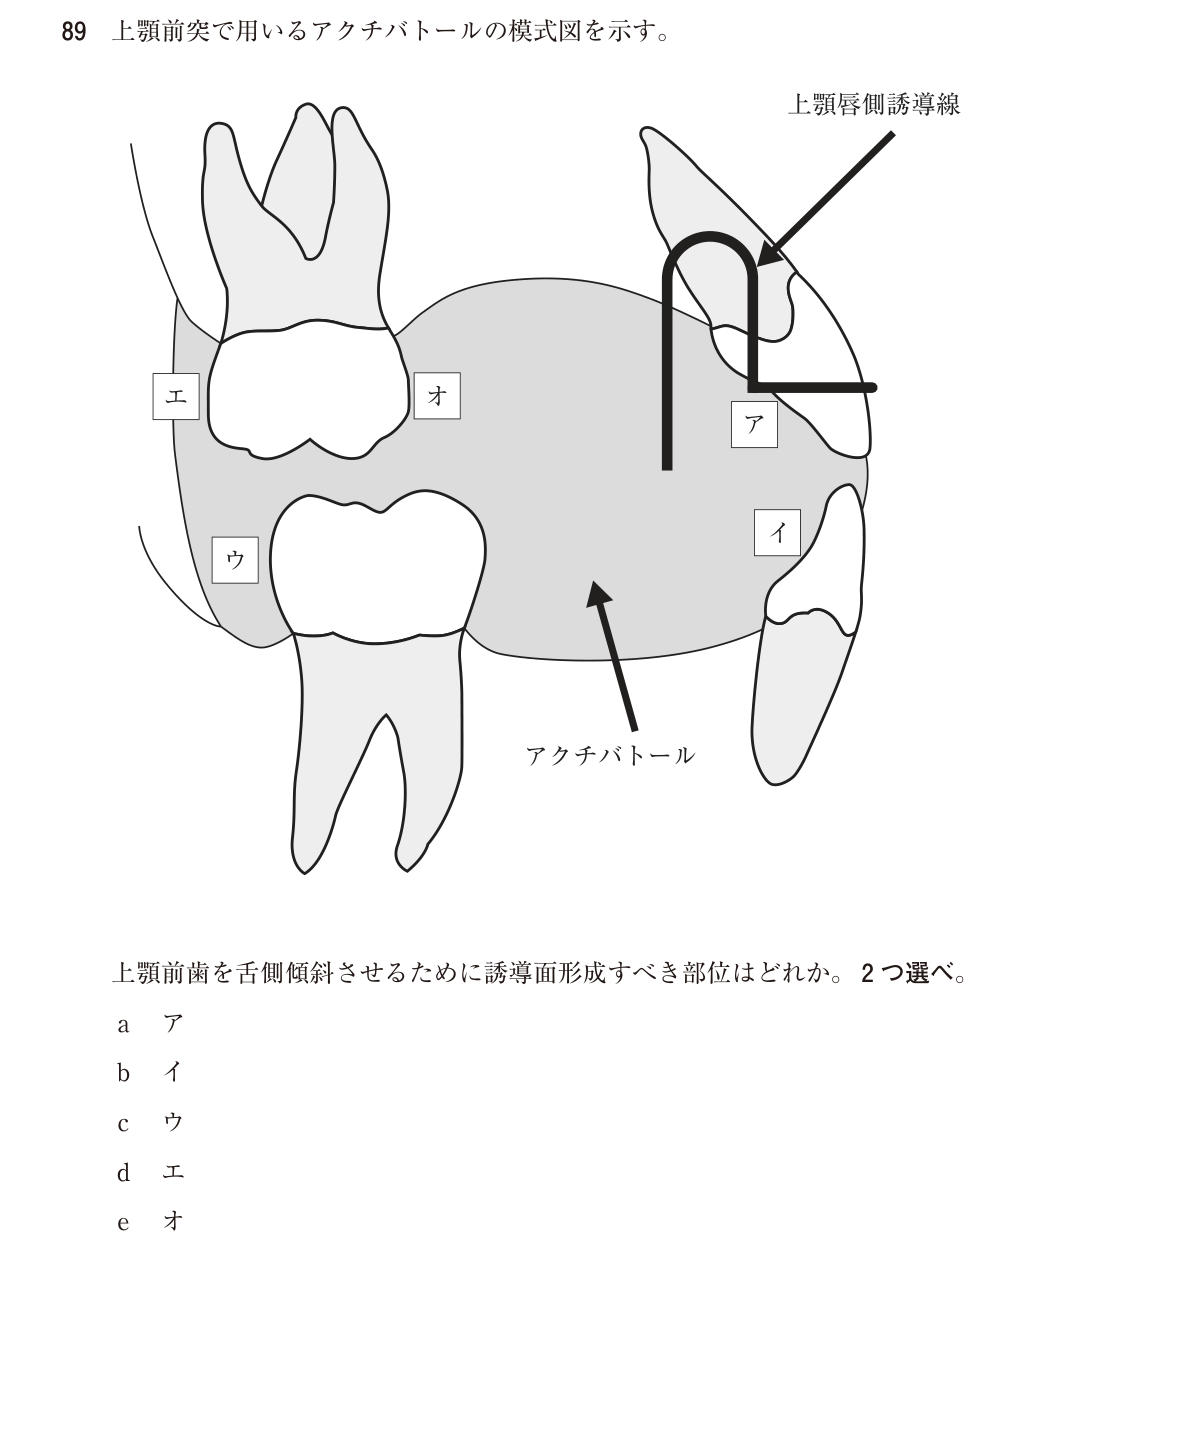 89 上顎前突で用いるアクチバトールの模式図を示す。
上顎唇側誘導線
エ
オ
ア
イ
ウ
アクチバトール
上顎前歯を舌側傾斜させるために誘導面形成すべき部位はどれか。2つ選べ。
a ア
b イ
c ウ
d エ
e オ